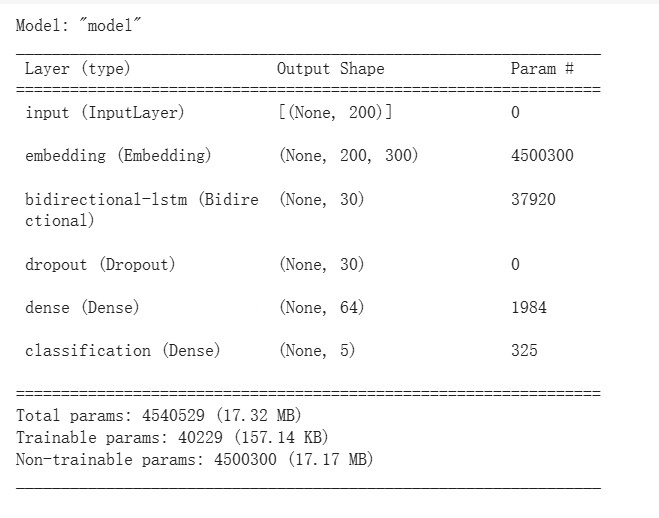 Model: "model"
Layer (type) Output Shape Param #
input (InputLayer) [(None, 200)] 0
embedding (Embedding) (None, 200, 300) 4500300
bidirectional-lstm (Bidire (None, 30) 37920
ctional)
dropout (Dropout) (None, 30) 0
dense (Dense) (None, 64) 1984
classification (Dense) (None, 5) 325
Total params: 4540529 (17.32 MB)
Trainable params: 40229 (157.14 KB)
Non-trainable params: 4500300 (17.17 MB)